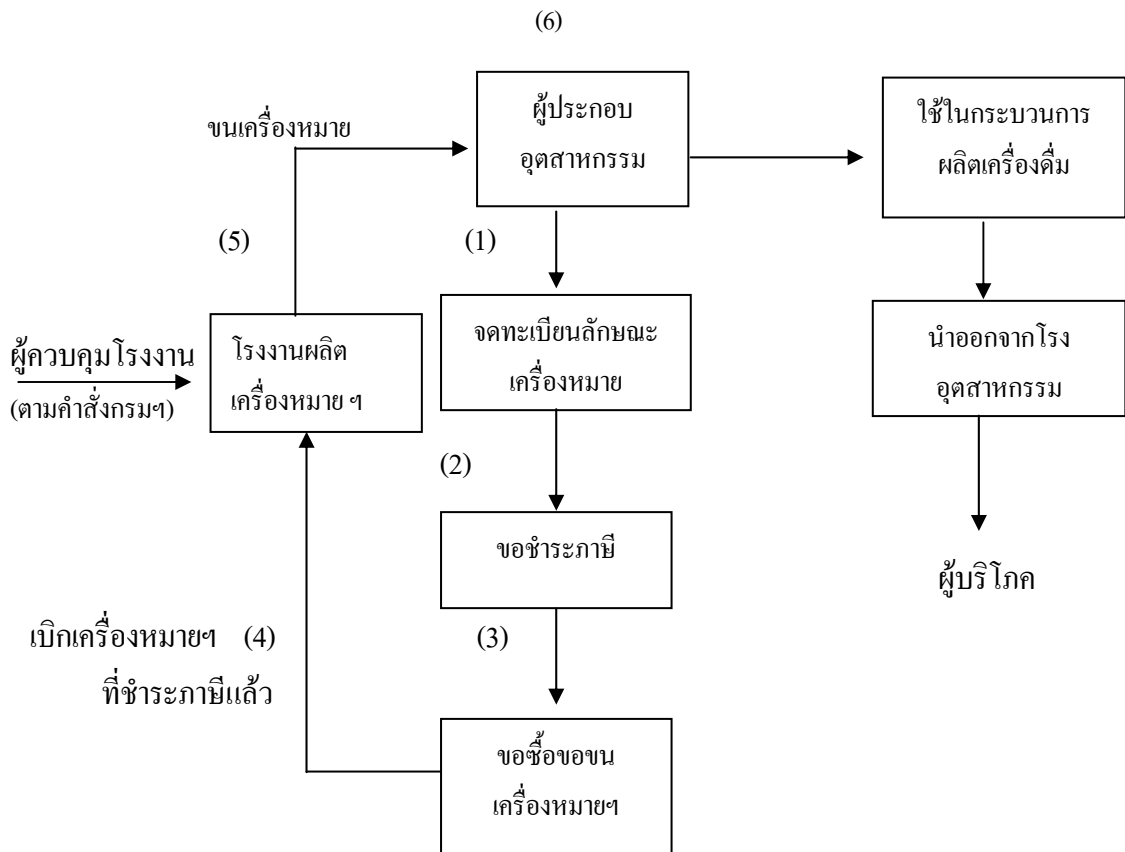 (6)
ผู้ประกอบ
อุตสาหกรรม
ใช้ในกระบวนการ
ผลิตเครื่องดื่ม
ขนเครื่องหมาย
(5)
(1)
จดทะเบียนลักษณะ
เครื่องหมาย
นำออกจากโรง
อุตสาหกรรม
ผู้ควบคุมโรงงาน
(ตามคำสั่งกรมฯ)
โรงงานผลิต
เครื่องหมาย ฯ
(2)
ขอชำระภาษี
ผู้บริโภค
เบิกเครื่องหมายฯ (4)
ที่ชำระภาษีแล้ว
(3)
ขอซื้อขอขน
เครื่องหมายฯ